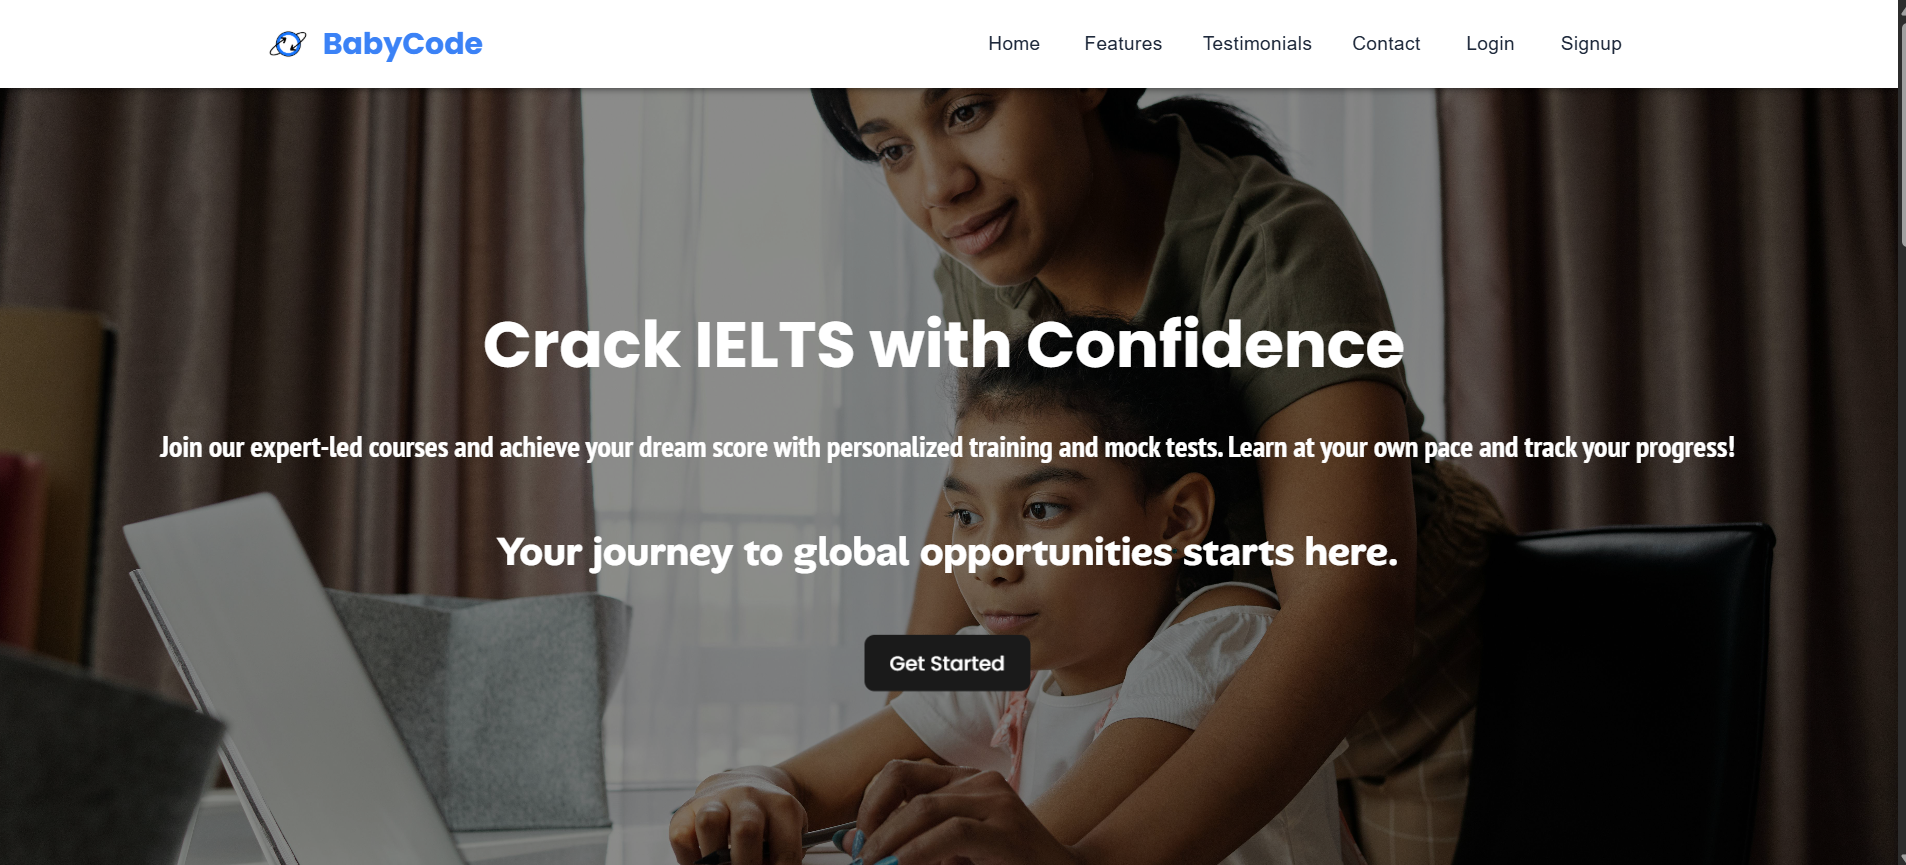 BabyCode
Home Features Testimonials Contact Login Signup
Crack IELTS with Confidence
Join our expert-led courses and achieve your dream score with personalized training and mock tests. Learn at your own pace and track your progress!
Your journey to global opportunities starts here.
Get Started